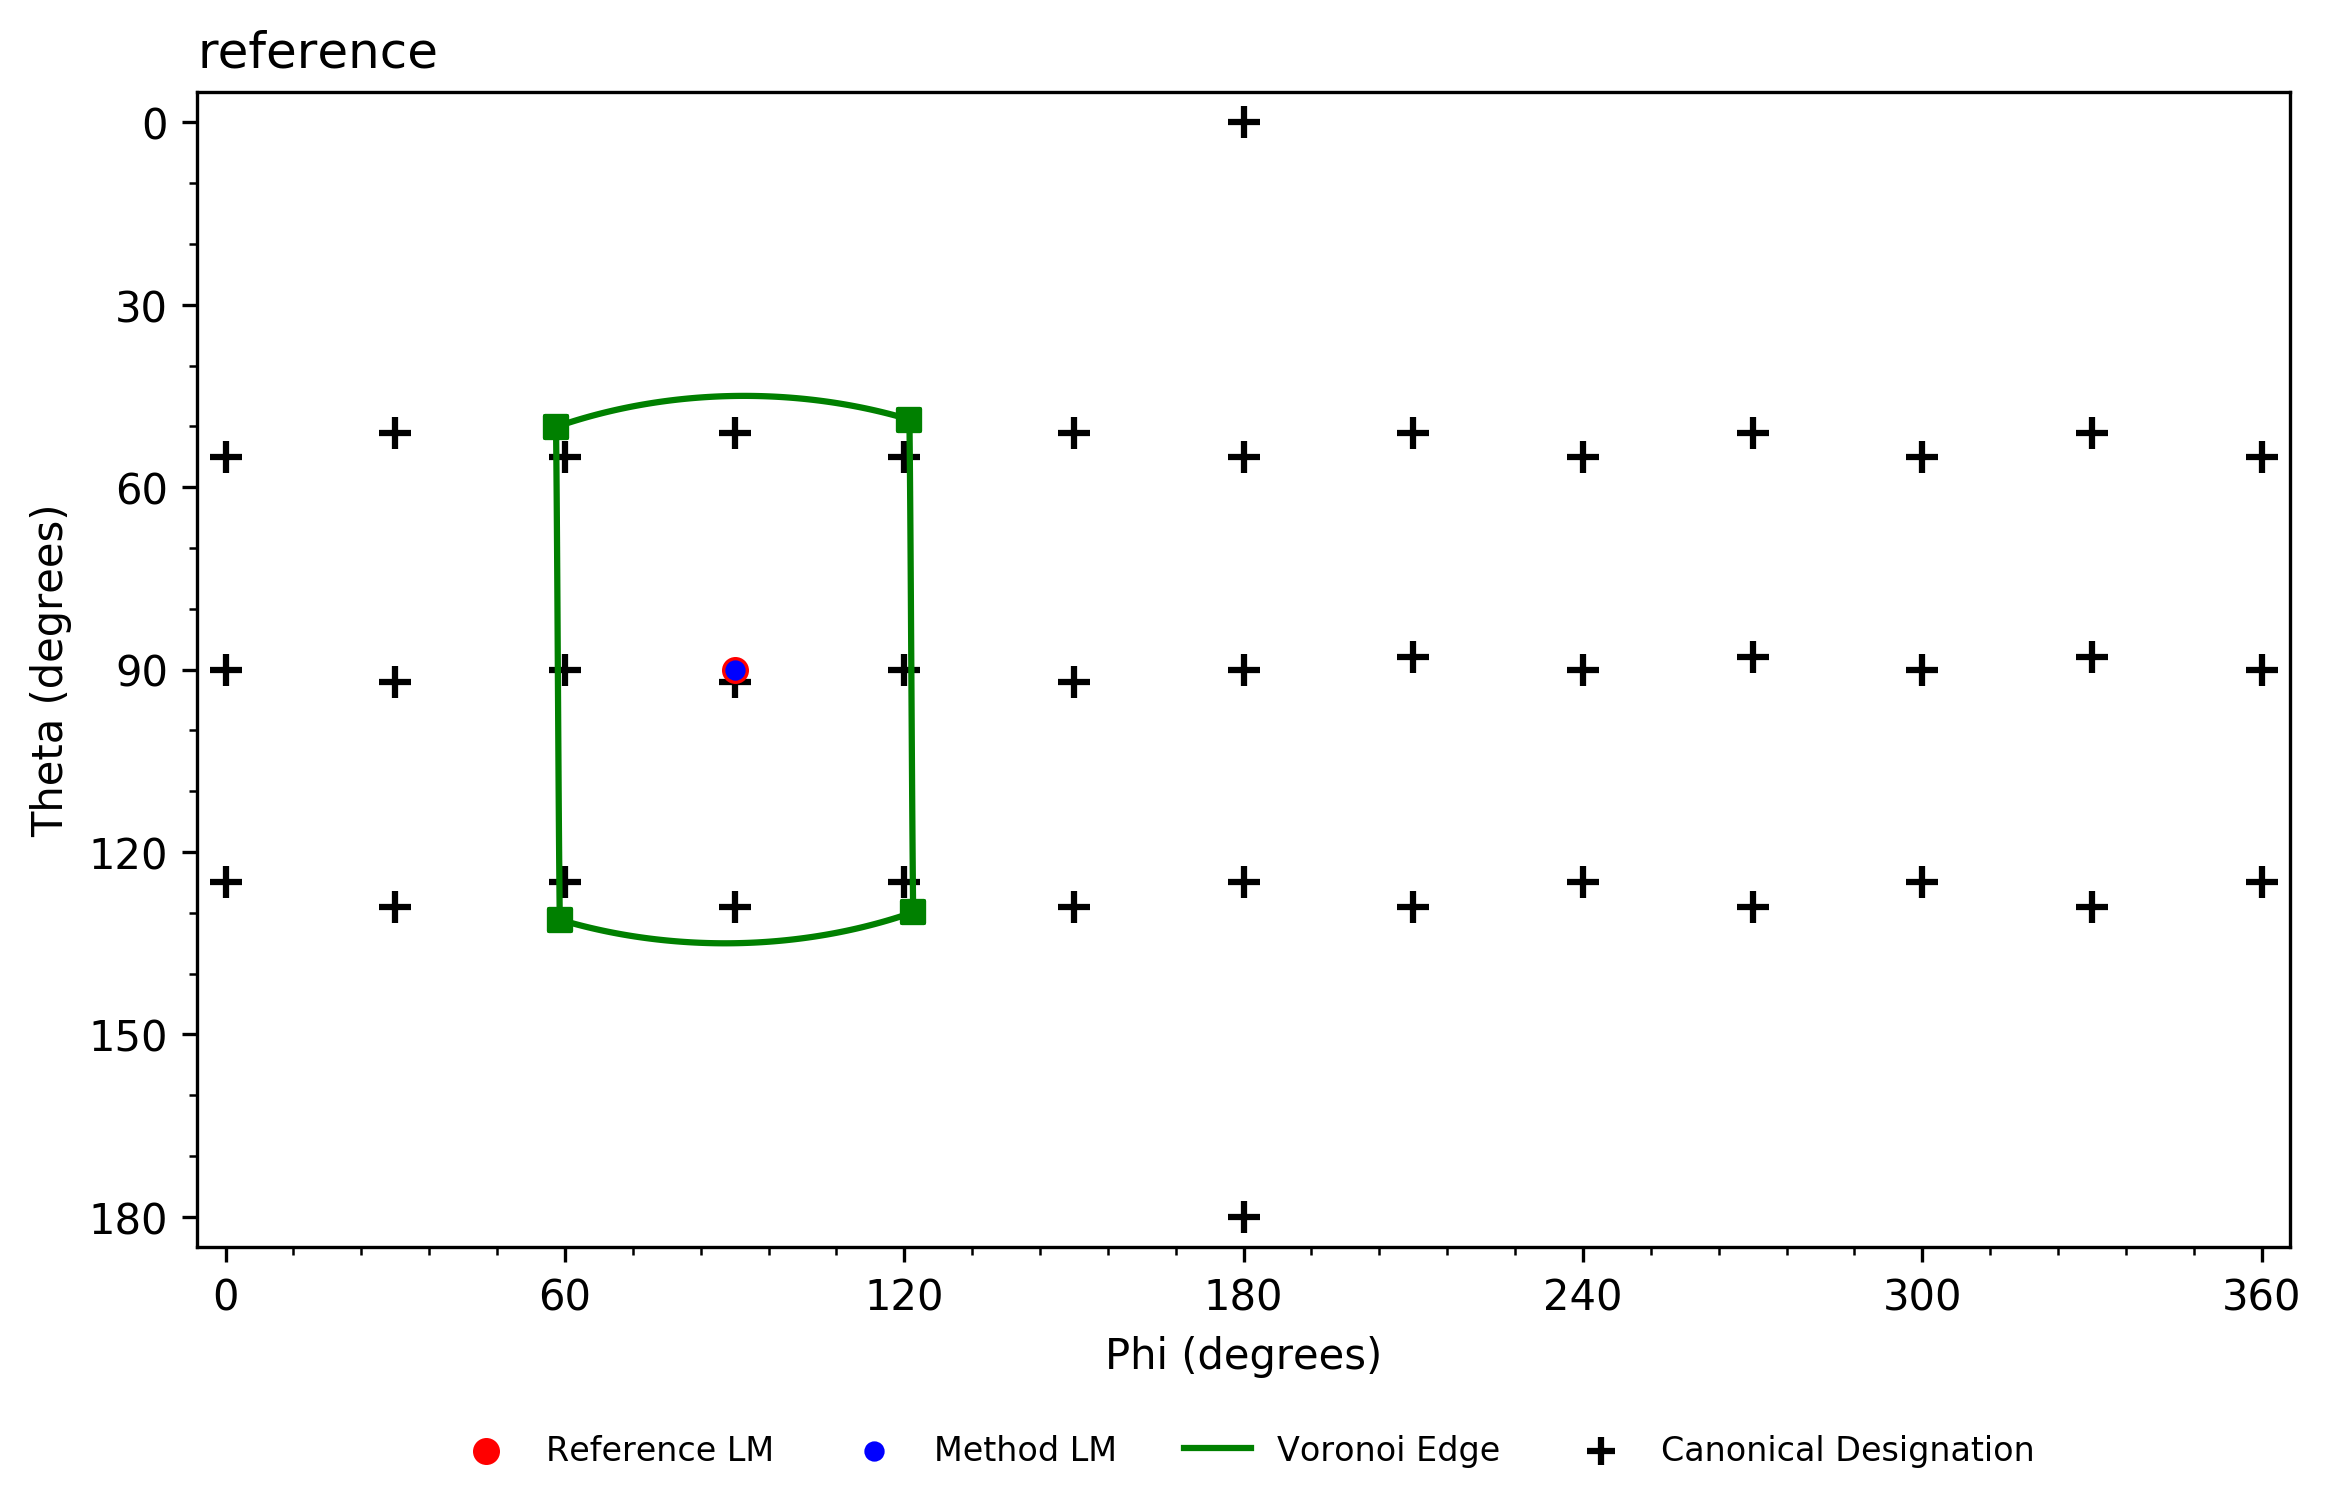 reference
0
30
60
90
120
150
180
Theta (degrees)
0 60 120 180 240 300 360
Phi (degrees)
Reference LM Method LM Voronoi Edge Canonical Designation